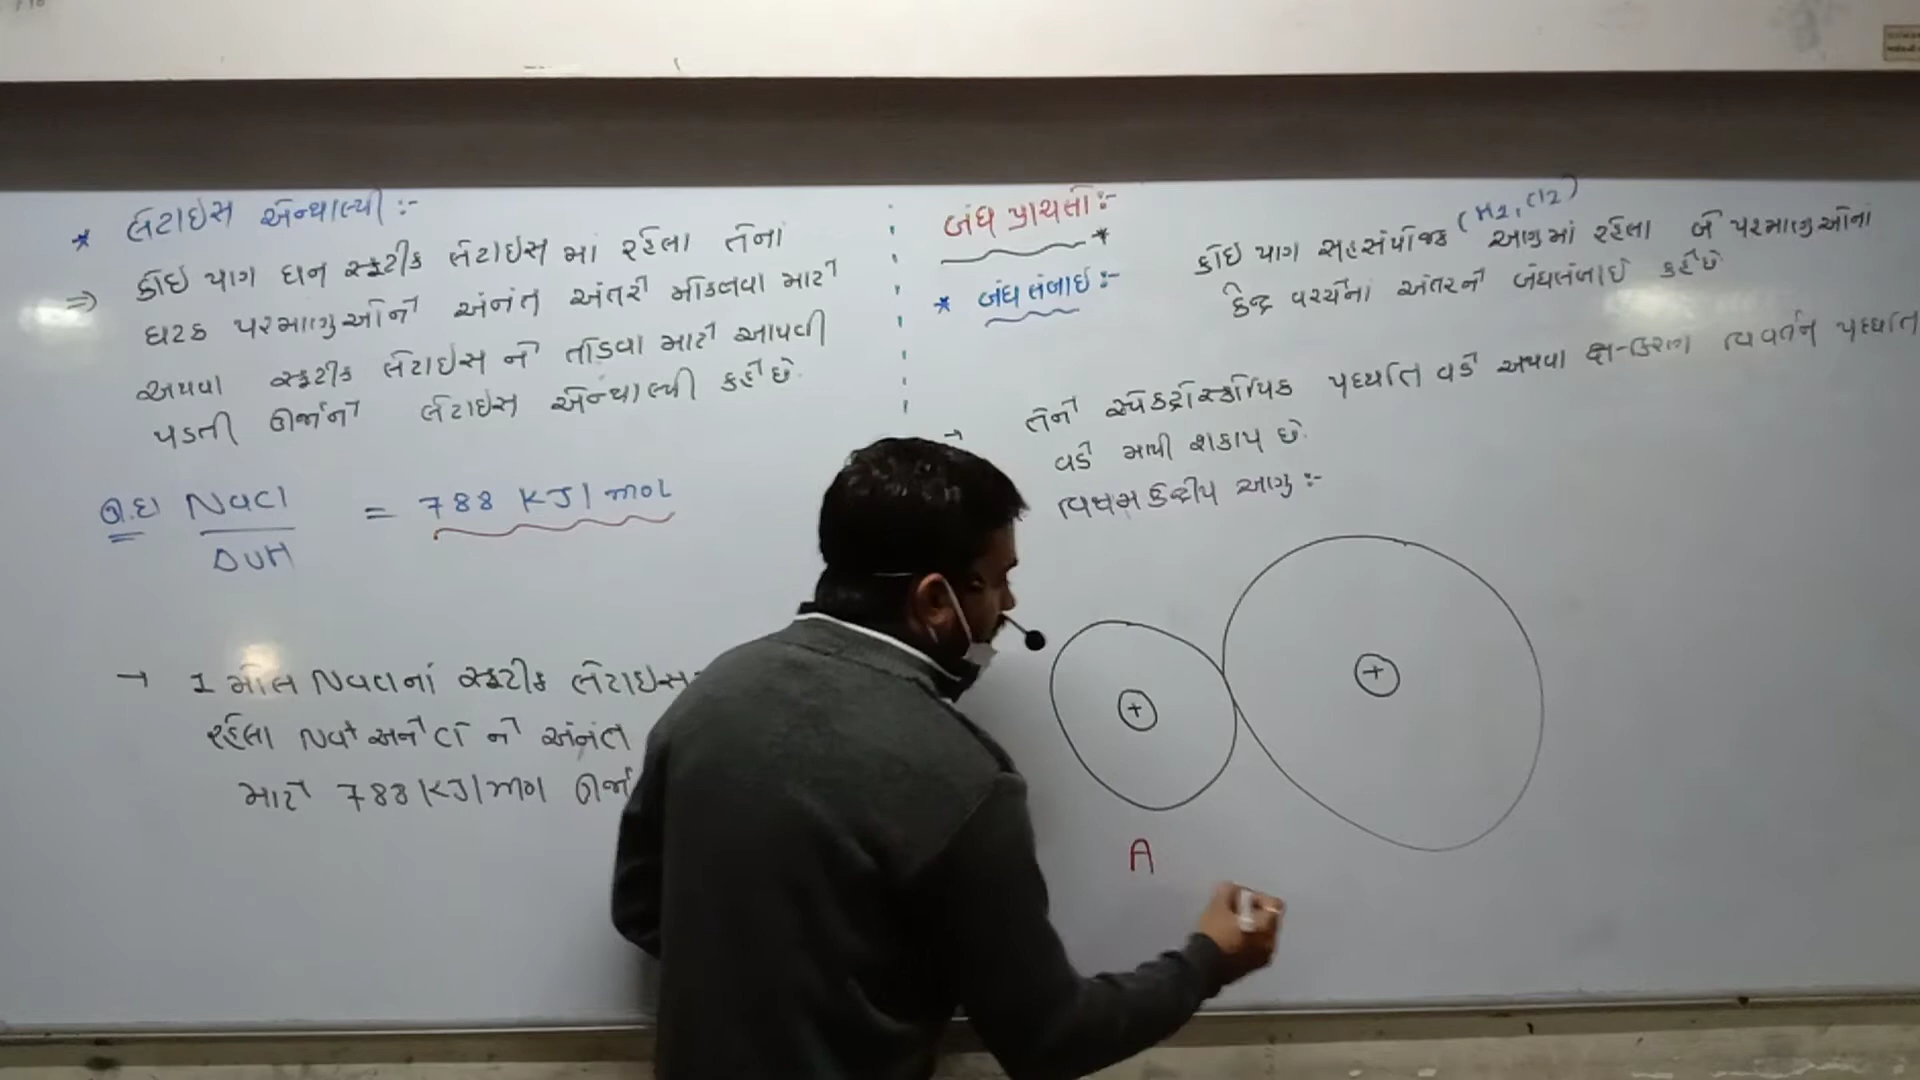 * લેટાઇસ એન્થાલ્પી :-
⇒ કોઇ પણ ઘન સ્ફટીક લેટાઇસ માં રહેલા તેનાં
ઘટક પરમાણુઓને અંનંત અંતરે મોકલવા માટે
અથવા સ્ફટીક લેટાઇસ ને તોડવા માટે આપવી
પડતી ઊર્જાને લેટાઇસ એન્થાલ્પી કહે છે.
ઊ.દા NaCl = 788 KJ/mol
ΔUH
→ 1 મોલ NaClનાં સ્ફટીક લેટાઇસ
રહેલા Na+ અને Cl ને અંનંત
માટે 788 KJ/mol ઊર્જા
બંધ પ્રાચલો :-
* બંધ લંબાઇ :-
કોઇ પણ સહસંયોજક (H2, Cl2) અણુમાં રહેલા બે પરમાણુઓનાં
કેન્દ્ર વચ્ચેનાં અંતરને બંધલંબાઇ કહે છે
→ તેને સ્પેક્ટ્રોસ્કોપિક પધ્ધતિ વડે અથવા ક્ષ-કિરણ વિવર્તન પધ્ધતિ
વડે માપી શકાય છે.
વિષમકેન્દ્રીય અણુ :-
+ +
A